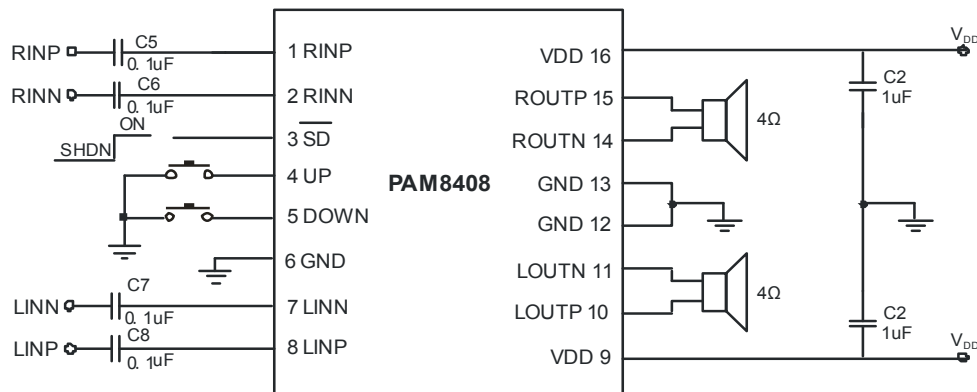 RINP
C5
0.1uF
1 RINP
RINN
C6
0.1uF
2 RINN
ON
SHDN
3 SD
4 UP
5 DOWN
6 GND
LINN
C7
0.1uF
7 LINN
LINP
C8
0.1uF
8 LINP
PAM8408
VDD 16
ROUTP 15
ROUTN 14
GND 13
GND 12
LOUTN 11
LOUTP 10
VDD 9
4Ω
4Ω
VDD
C2
1uF
C2
1uF
VDD